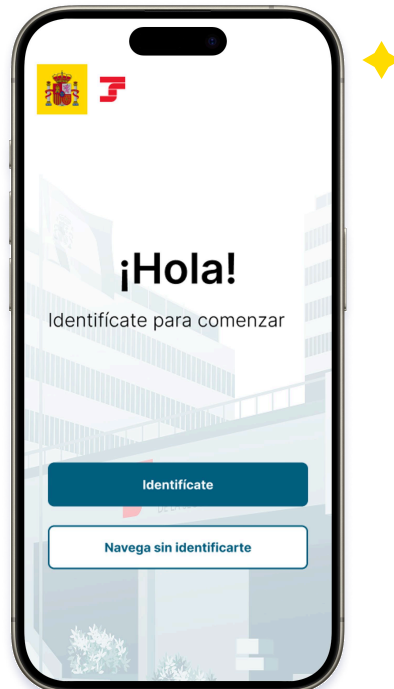 ¡Hola!
Identifícate para comenzar
Identifícate
Navega sin identificarte